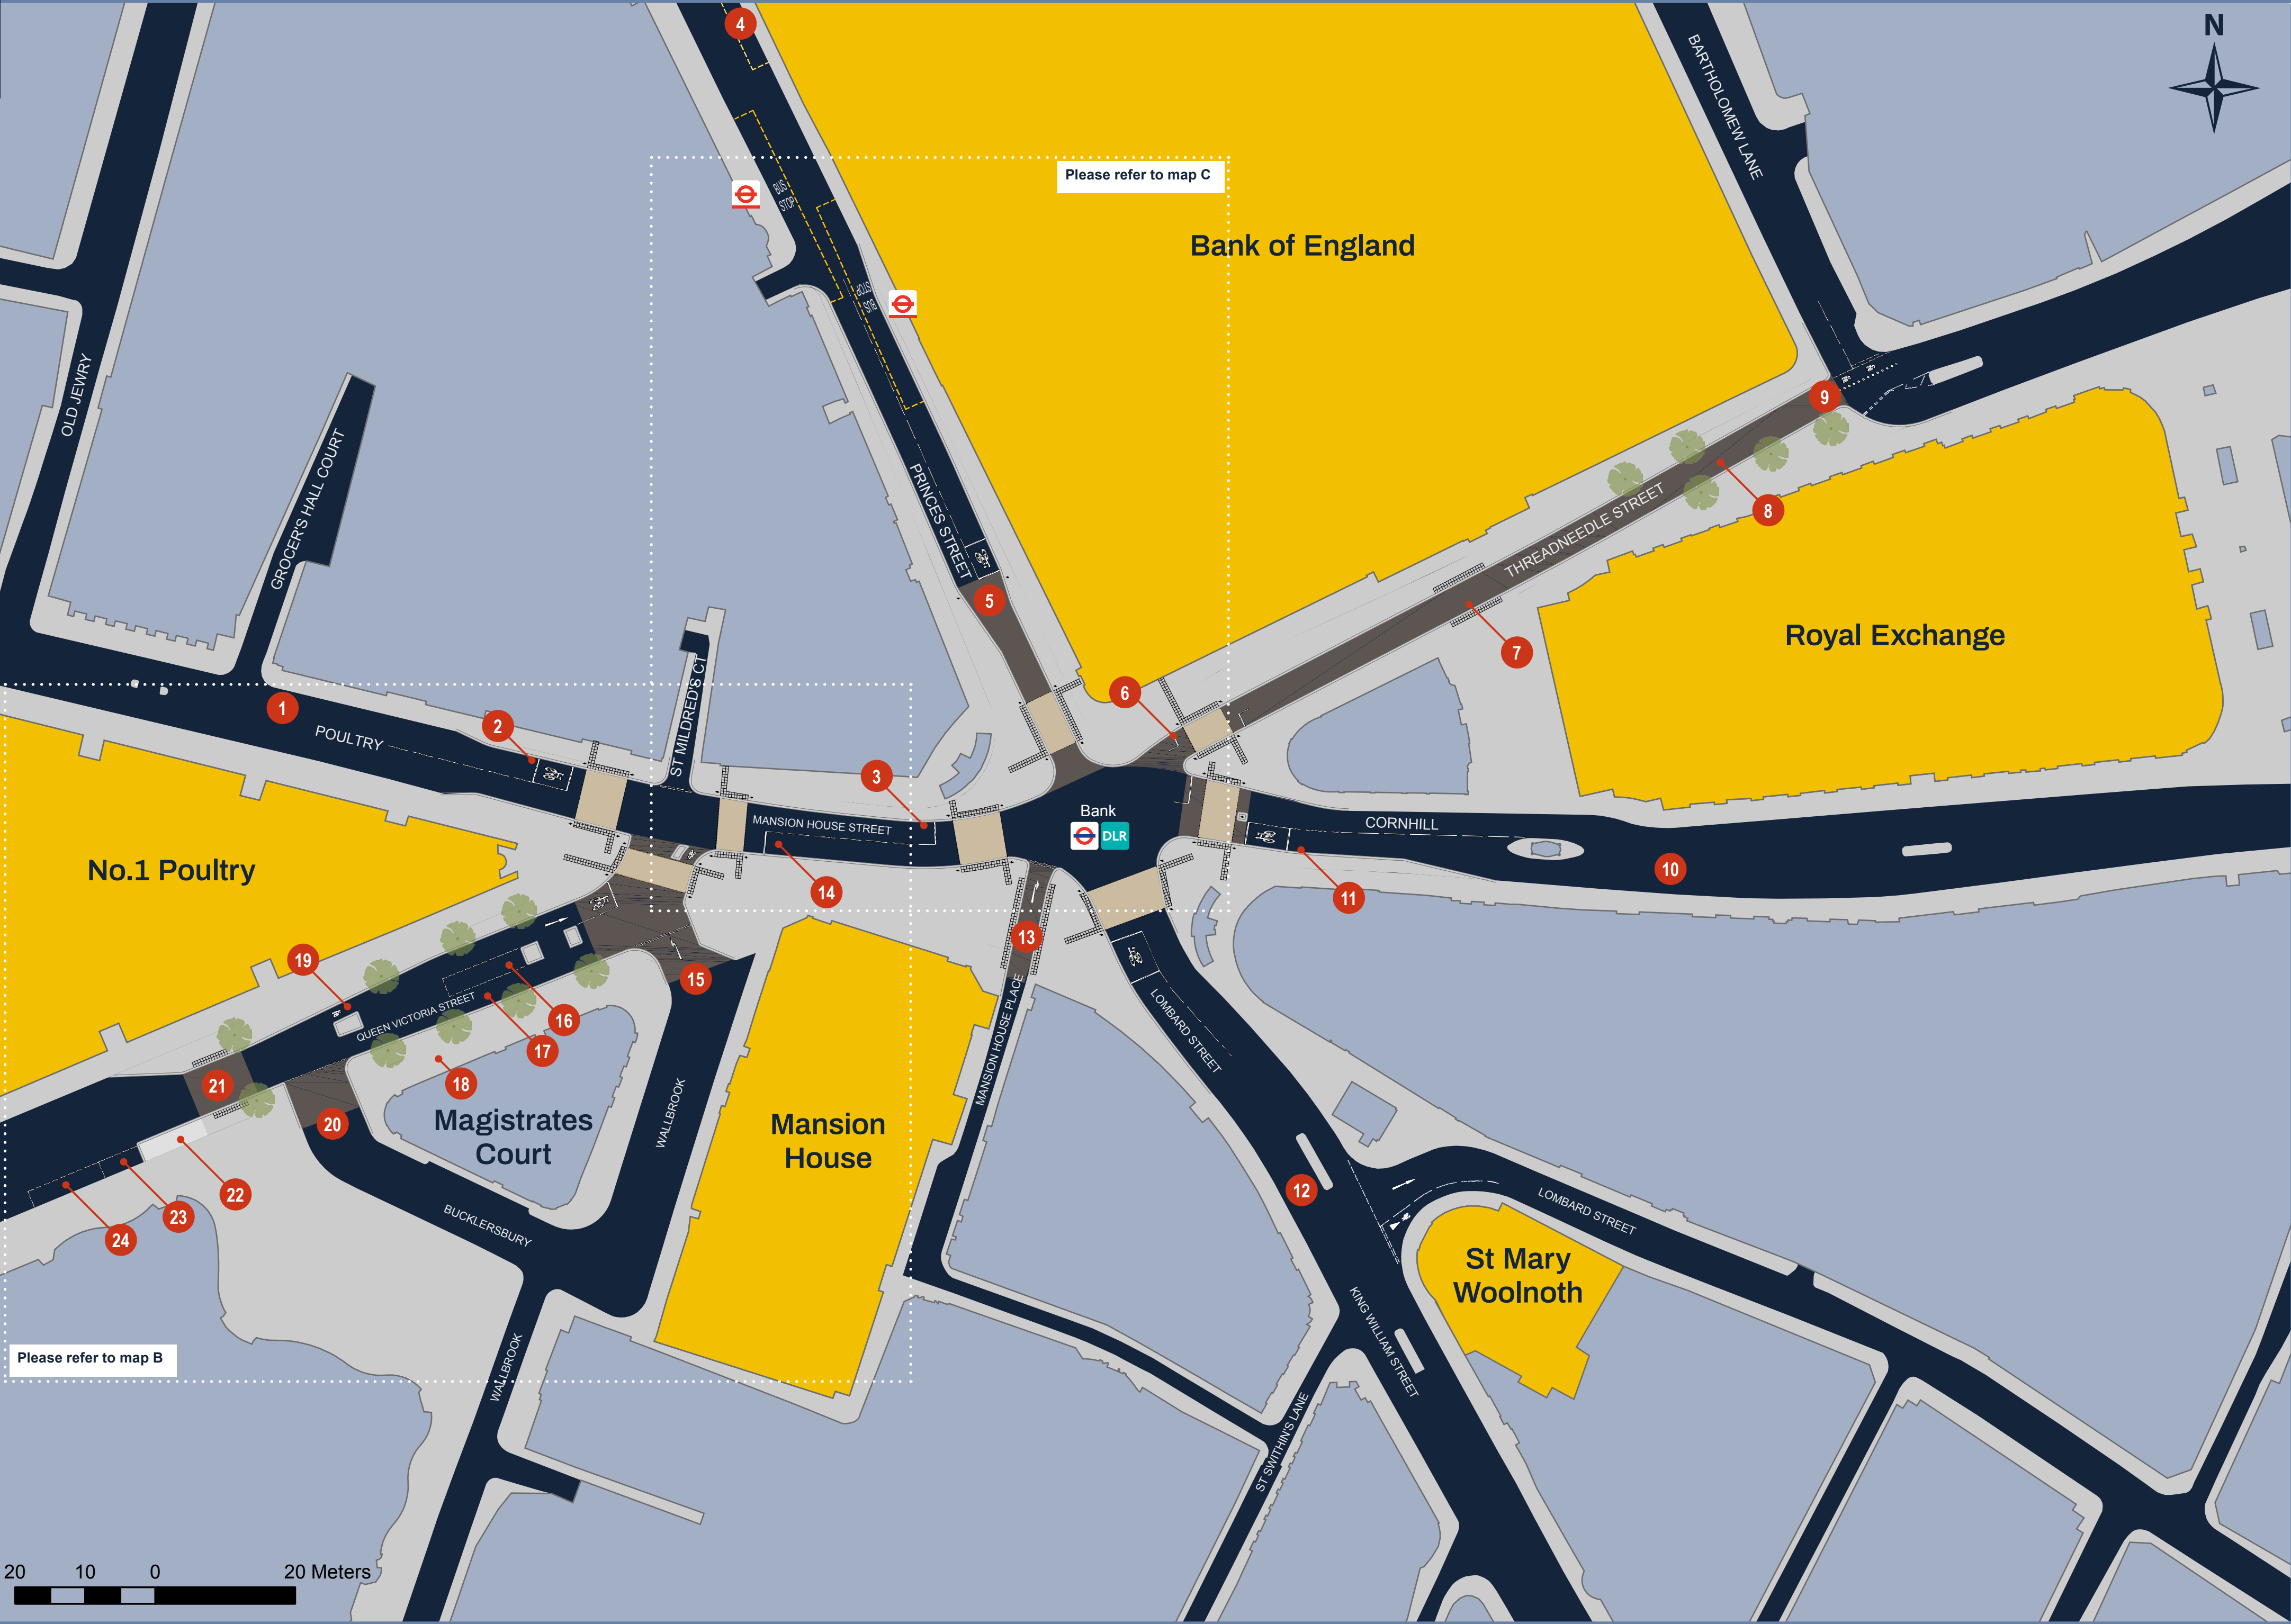 N
4
BARTHOLOMEW LANE
Please refer to map C
BUS
STOP
Bank of England
BUS
STOP
OLD JEWRY
9
GROCER'S HALL COURT
PRINCES STREET
THREADNEEDLE STREET
8
5
7
Royal Exchange
6
1
2
POULTRY
ST MILDRED'S CT
3
MANSION HOUSE STREET
Bank
DLR
CORNHILL
No.1 Poultry
10
14
11
13
19
15
QUEEN VICTORIA STREET
16
17
18
21
20
MANSION HOUSE PLACE
LOMBARD STREET
Magistrates
Court
WALLBROOK
Mansion
House
12
22
23
24
BUCKLERSBURY
LOMBARD STREET
St Mary
Woolnoth
KING WILLIAM STREET
Please refer to map B
WALLBROOK
ST SWITHIN'S LANE
20 10 0 20 Meters